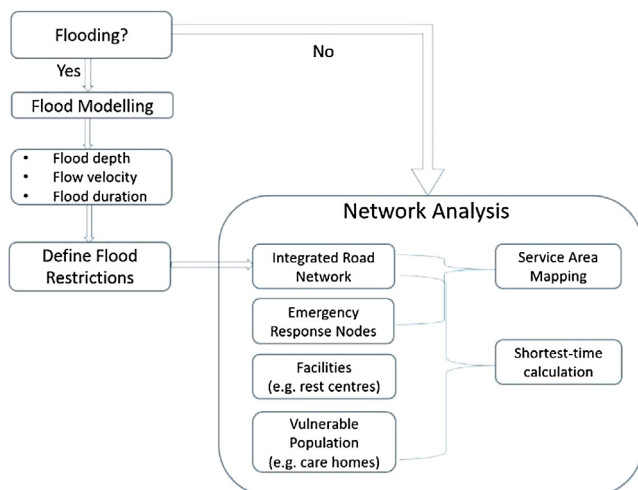 Flooding?
No
Yes
Flood Modelling
• Flood depth
• Flow velocity
• Flood duration
Define Flood
Restrictions
Network Analysis
Integrated Road
Network
Emergency
Response Nodes
Facilities
(e.g. rest centres)
Vulnerable
Population
(e.g. care homes)
Service Area
Mapping
Shortest-time
calculation